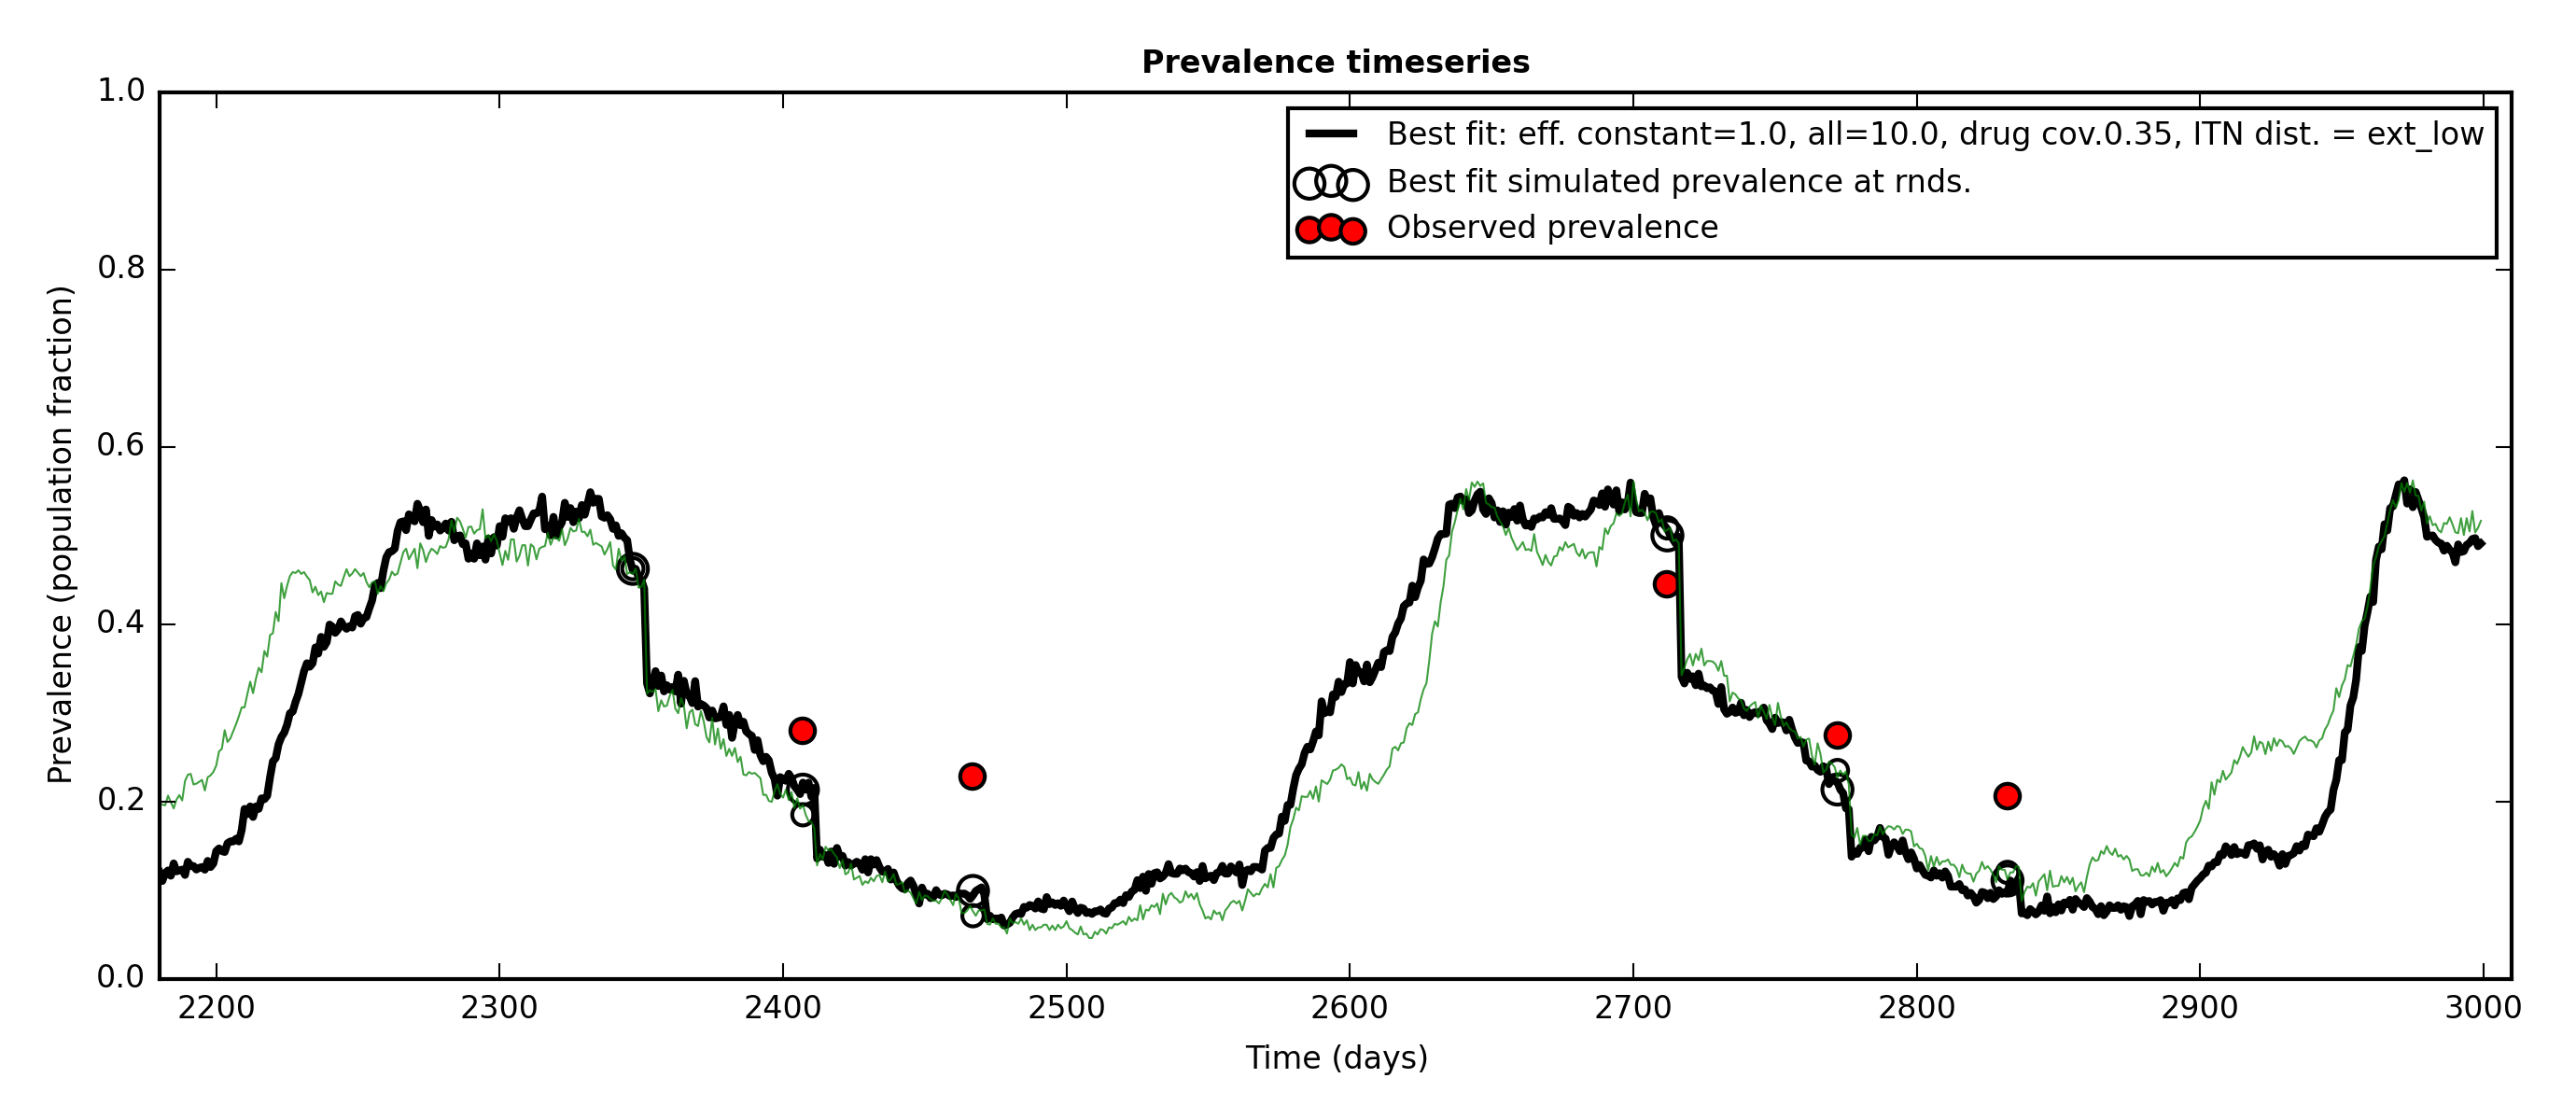 Prevalence timeseries
1.0
0.8
0.6
0.4
0.2
0.0
Prevalence (population fraction)
Best fit: eff. constant=1.0, all=10.0, drug cov.0.35, ITN dist. = ext_low
Best fit simulated prevalence at rnds.
Observed prevalence
2200 2300 2400 2500 2600 2700 2800 2900 3000
Time (days)